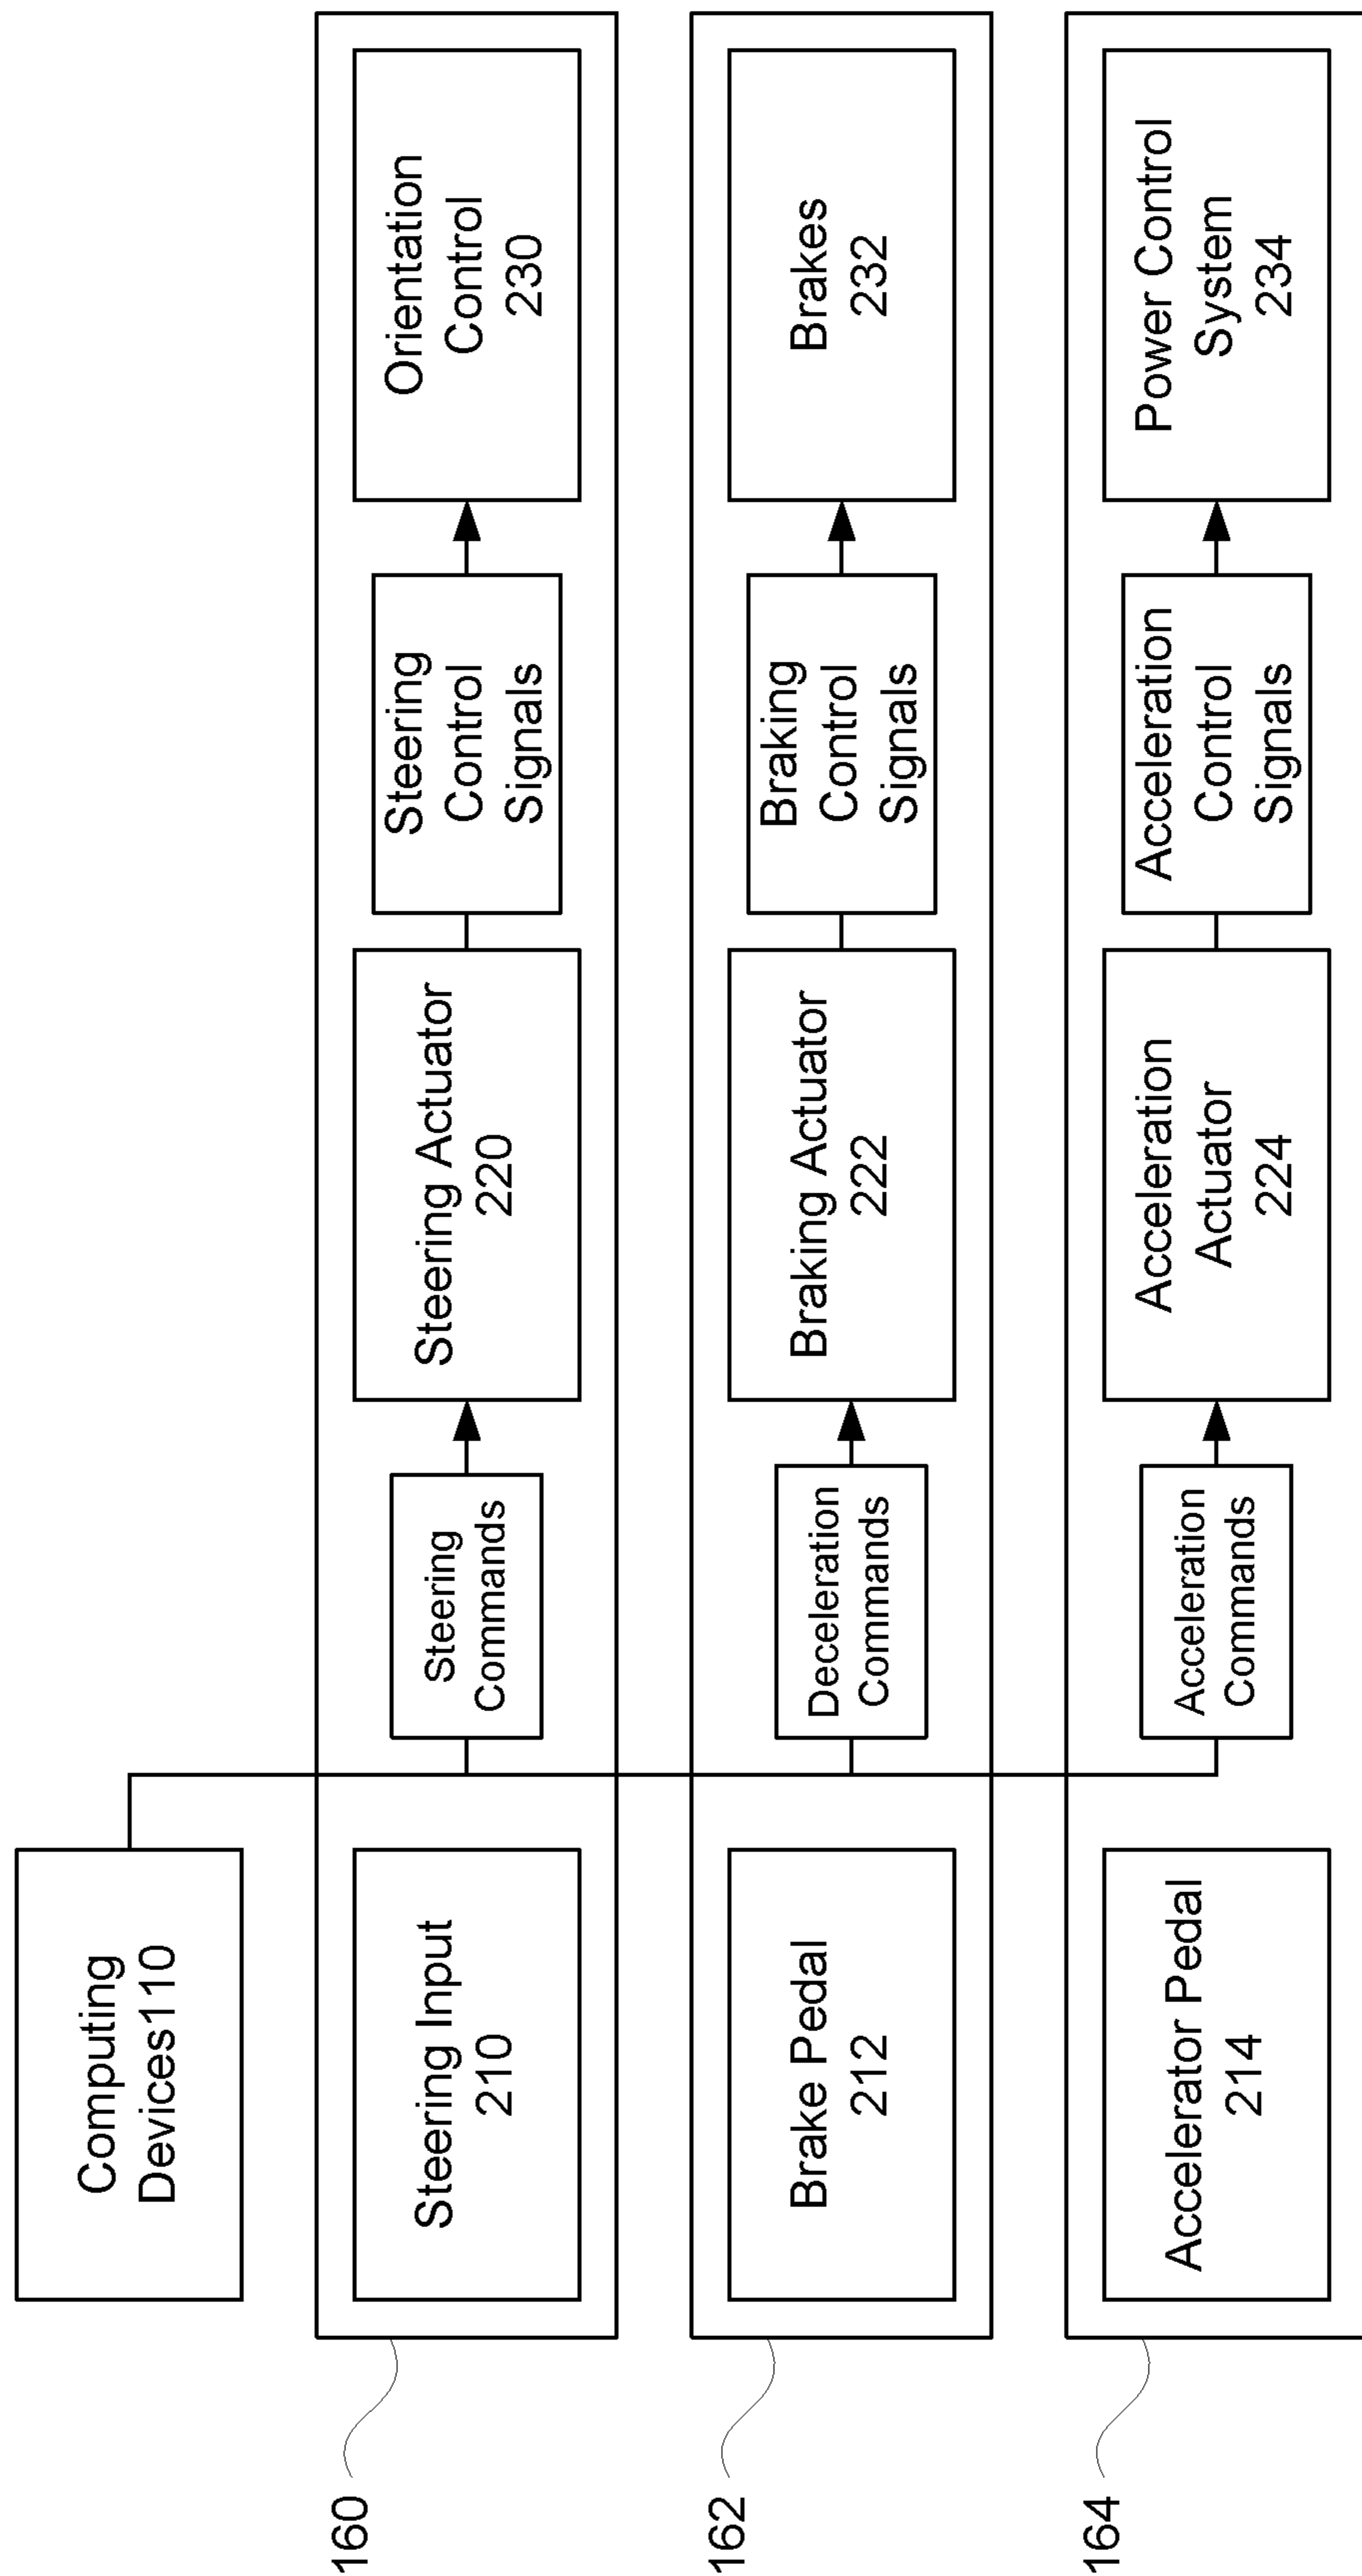 Computing
Devices110
160
Steering Input
210
Steering
Commands
Steering Actuator
220
Steering
Control
Signals
Orientation
Control
230
162
Brake Pedal
212
Deceleration
Commands
Braking Actuator
222
Braking
Control
Signals
Brakes
232
164
Accelerator Pedal
214
Acceleration
Commands
Acceleration
Actuator
224
Acceleration
Control
Signals
Power Control
System
234